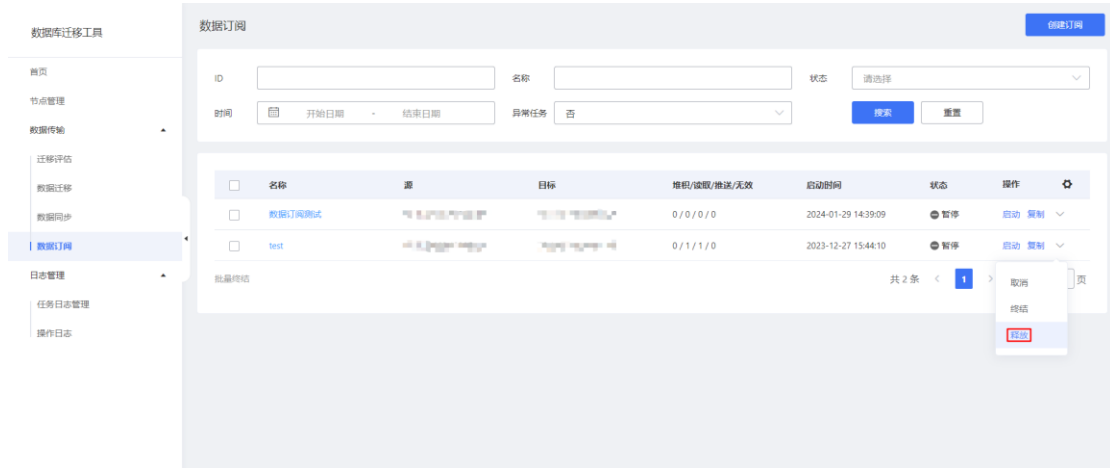 数据库迁移工具
首页
节点管理
数据传输
迁移评估
数据迁移
数据同步
数据订阅
日志管理
任务日志管理
操作日志
数据订阅 创建订阅
ID 名称 状态 请选择
时间 开始日期 - 结束日期 异常任务 否 搜索 重置
名称 源 目标 堆积/读取/推送/无效 启动时间 状态 操作
数据订阅测试 0 / 0 / 0 / 0 2024-01-29 14:39:09 暂停 启动 复制
test 0 / 1 / 1 / 0 2023-12-27 15:44:10 暂停 启动 复制
批量终结 共 2 条 < 1 > 页
取消
终结
释放